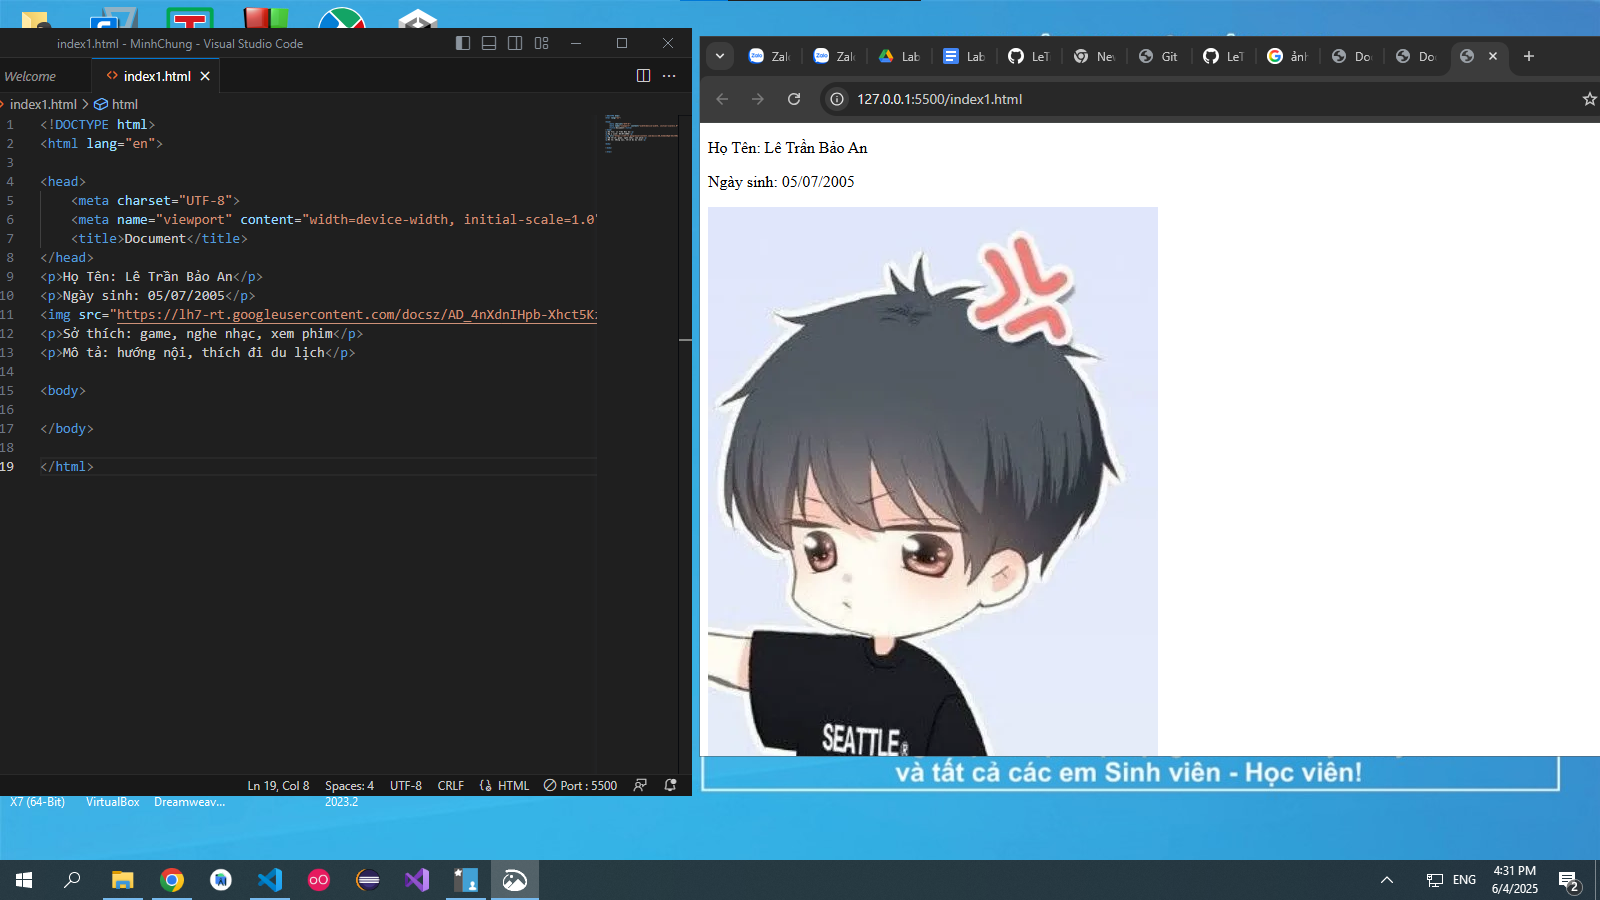 index1.html - MinhChung - Visual Studio Code
Welcome
index1.html
index1.html > html
1 <!DOCTYPE html>
2 <html lang="en">
3
4 <head>
5 <meta charset="UTF-8">
6 <meta name="viewport" content="width=device-width, initial-scale=1.0"
7 <title>Document</title>
8 </head>
9 <p>Họ Tên: Lê Trần Bảo An</p>
10 <p>Ngày sinh: 05/07/2005</p>
11 <img src="https://lh7-rt.googleusercontent.com/docsz/AD_4nXdnIHpb-Xhct5Kz
12 <p>Sở thích: game, nghe nhạc, xem phim</p>
13 <p>Mô tả: hướng nội, thích đi du lịch</p>
14
15 <body>
16
17 </body>
18
19 </html>
Ln 19, Col 8 Spaces: 4 UTF-8 CRLF HTML Port : 5500
Zalo Zalo Lab Lab LeT Nev Git LeT ảnh Doc Doc
127.0.0.1:5500/index1.html
Họ Tên: Lê Trần Bảo An
Ngày sinh: 05/07/2005
SEATTLE®
và tất cả các em Sinh viên - Học viên!
X7 (64-Bit) VirtualBox Dreamweav... 2023.2
ENG
4:31 PM
6/4/2025
2